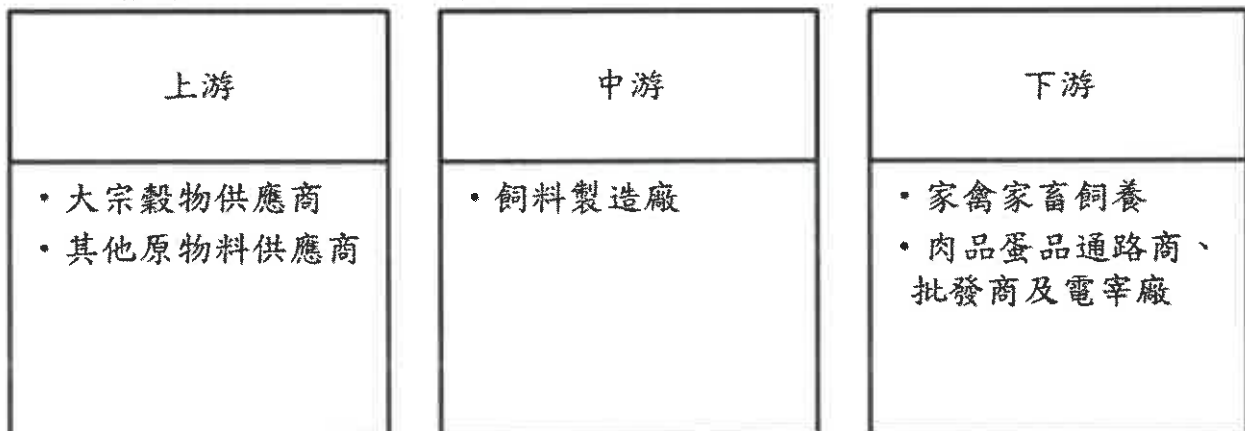 上游
・大宗穀物供應商
・其他原物料供應商
中游
・飼料製造廠
下游
・家禽家畜飼養
・肉品蛋品通路商、
批發商及電宰廠